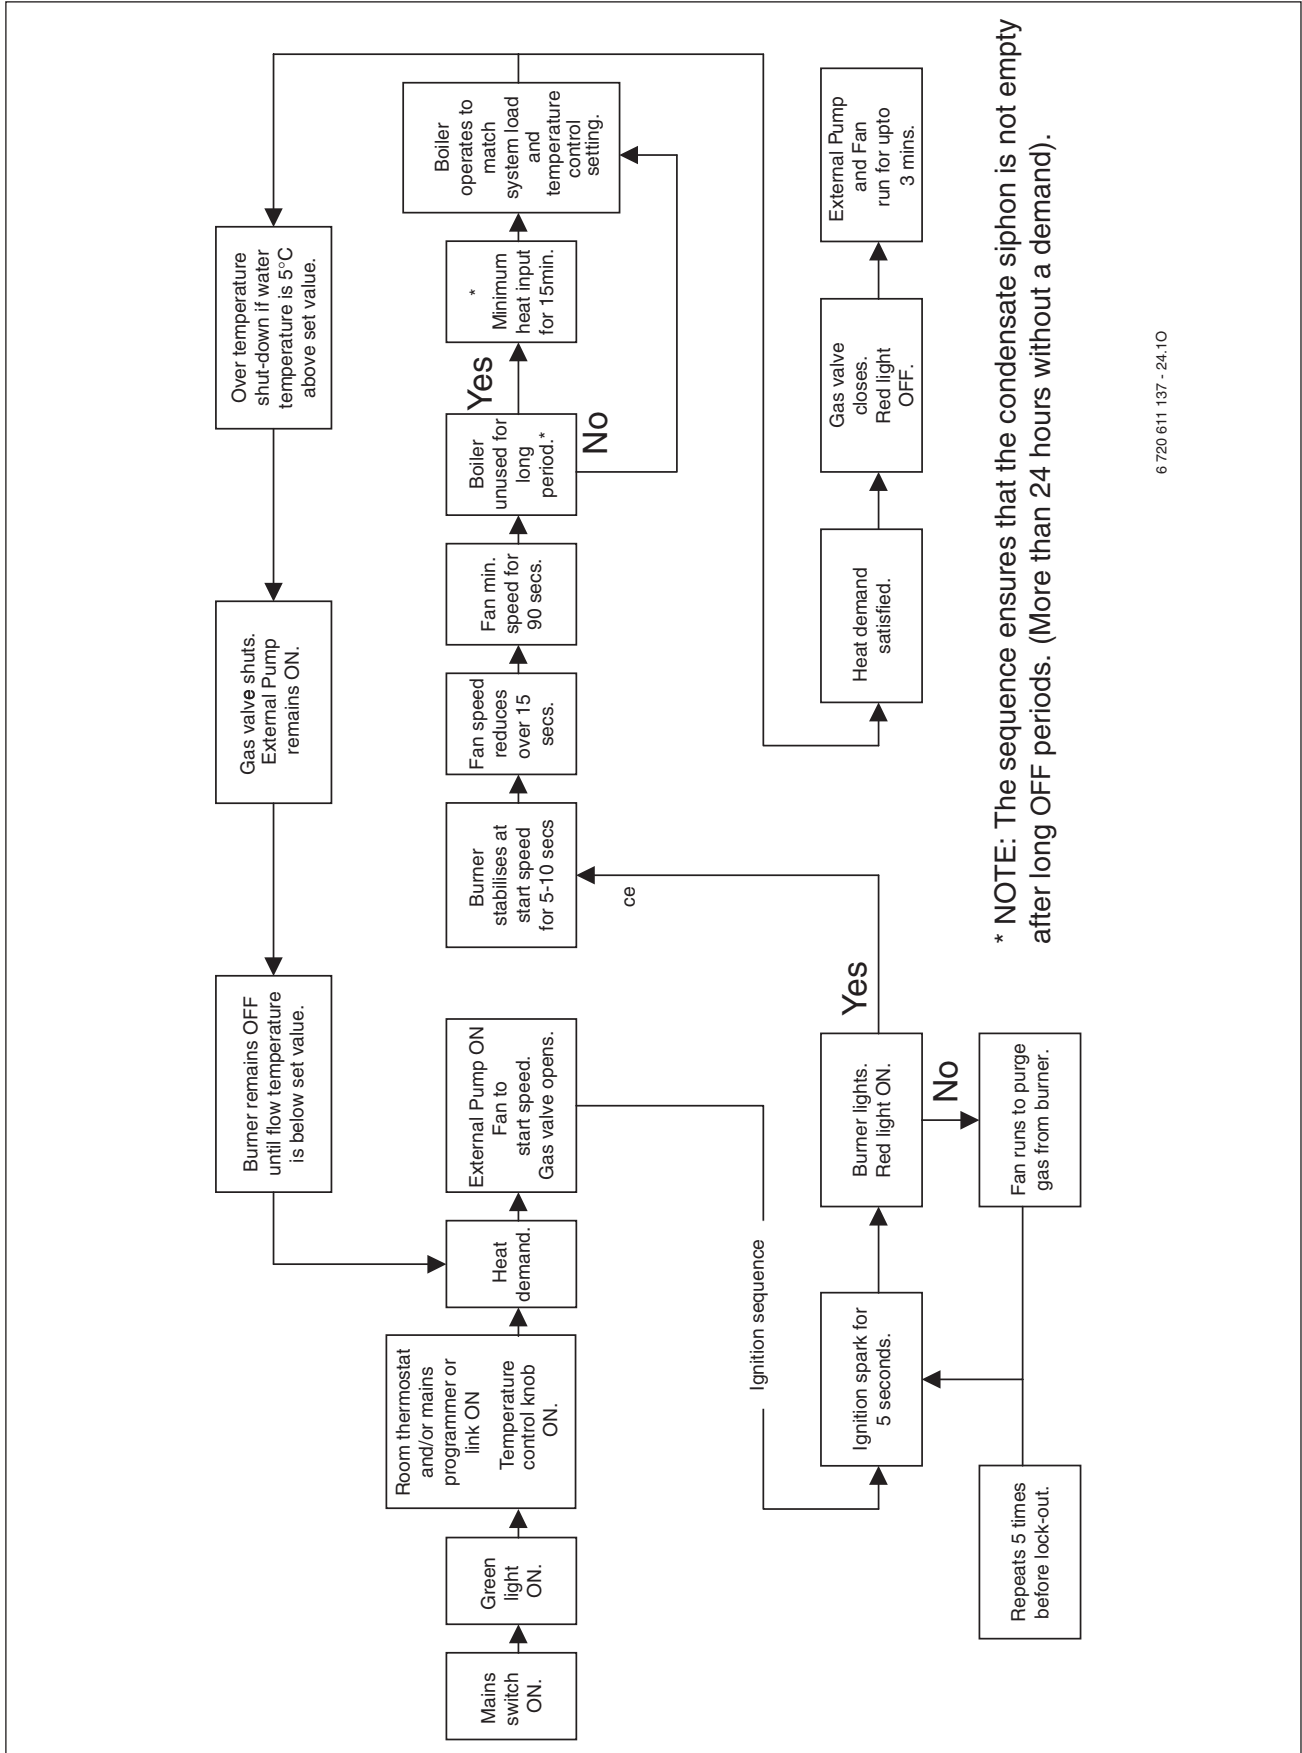 Over temperature
shut-down if water
temperature is 5°C
above set value.
Gas valve shuts.
External Pump
remains ON.
Burner remains OFF
until flow temperature
is below set value.
Mains
switch
ON.
Green
light
ON.
Room thermostat
and/or mains
programmer or
link ON
Temperature
control knob
ON.
Heat
demand.
External Pump ON
Fan to
start speed.
Gas valve opens.
Burner
stabilises at
start speed
for 5-10 secs
Fan speed
reduces
over 15
secs.
Fan min.
speed for
90 secs.
Boiler
unused for
long
period.*
Yes
No
*
Minimum
heat input
for 15min.
Boiler
operates to
match
system load
and
temperature
control
setting.
ce
Ignition sequence
Ignition spark for
5 seconds.
Burner lights.
Red light ON.
Yes
No
Heat demand
satisfied.
Gas valve
closes.
Red light
OFF.
External Pump
and Fan
run for upto
3 mins.
Repeats 5 times
before lock-out.
Fan runs to purge
gas from burner.
* NOTE: The sequence ensures that the condensate siphon is not empty
after long OFF periods. (More than 24 hours without a demand).
6 720 611 137 - 24.1O